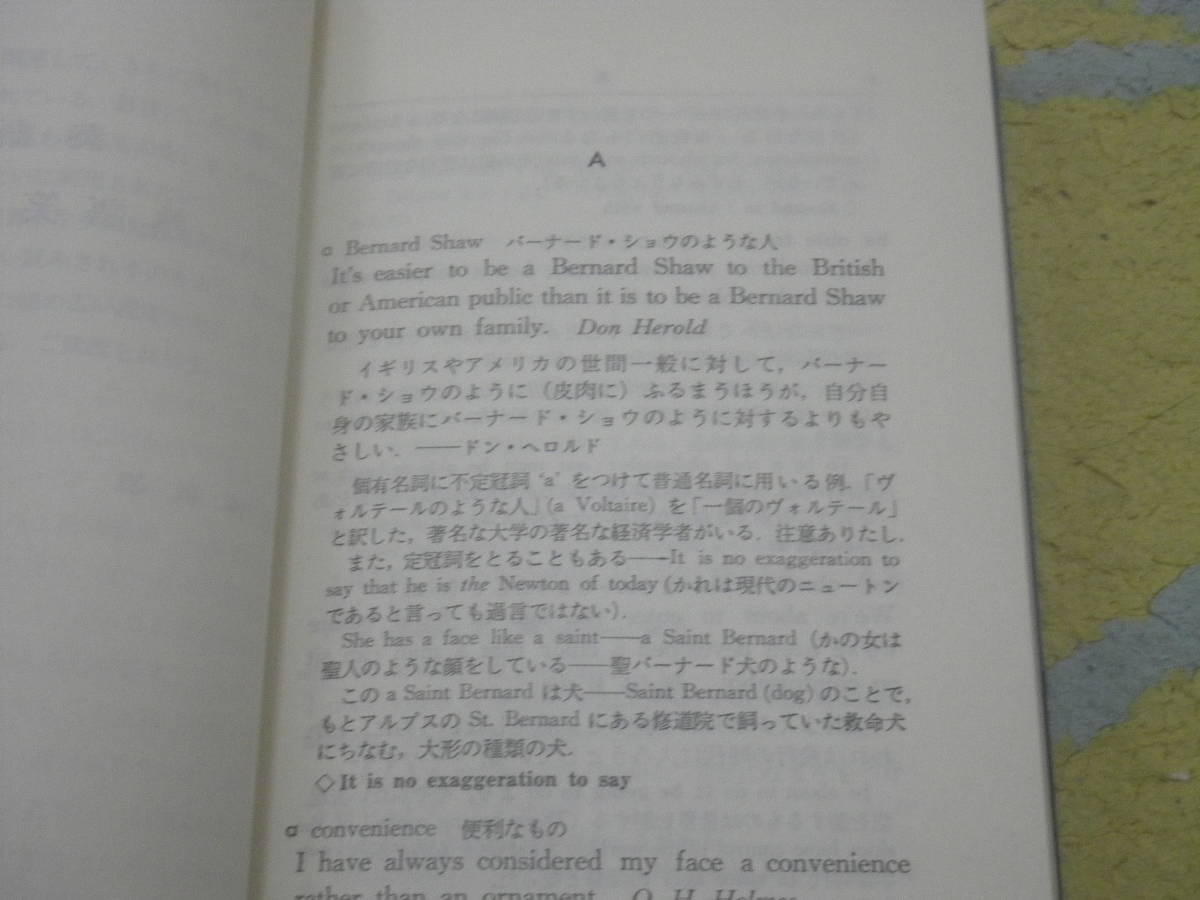 A
a Bernard Shaw バーナード・ショウのような人
It's easier to be a Bernard Shaw to the British
or American public than it is to be a Bernard Shaw
to your own family. Don Herold
イギリスやアメリカの世間一般に対して，バーナー
ド・ショウのように（皮肉に）ふるまうほうが，自分自
身の家族にバーナード・ショウのように対するよりもや
さしい．——ドン・ヘロルド
個有名詞に不定冠詞 'a' をつけて普通名詞に用いる例．「ヴ
ォルテールのような人」(a Voltaire) を「一個のヴォルテール」
と訳した，著名な大学の著名な経済学者がいる．注意ありたし．
また，定冠詞をとることもある——It is no exaggeration to
say that he is the Newton of today (かれは現代のニュートン
であると言っても過言ではない)．
She has a face like a saint——a Saint Bernard (かの女は
聖人のような顔をしている——聖バーナード犬のような)．
この a Saint Bernard は犬——Saint Bernard (dog) のことで，
もとアルプスの St. Bernard にある修道院で飼っていた救命犬
にちなむ，大形の種類の犬．
◇It is no exaggeration to say
a convenience 便利なもの
I have always considered my face a convenience
rather than an ornament. O. H. Holmes